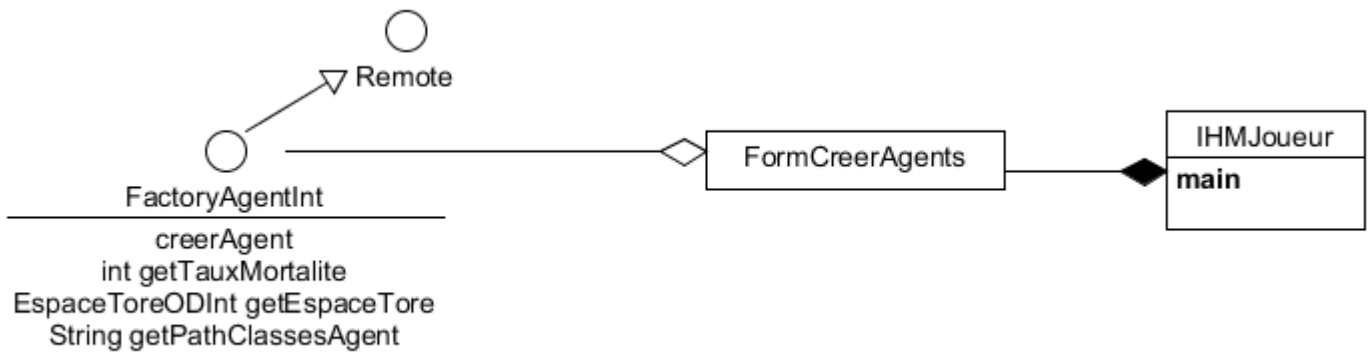 Remote
FactoryAgentInt
creerAgent
int getTauxMortalite
EspaceToreODInt getEspaceTore
String getPathClassesAgent
FormCreerAgents
IHMJoueur
main